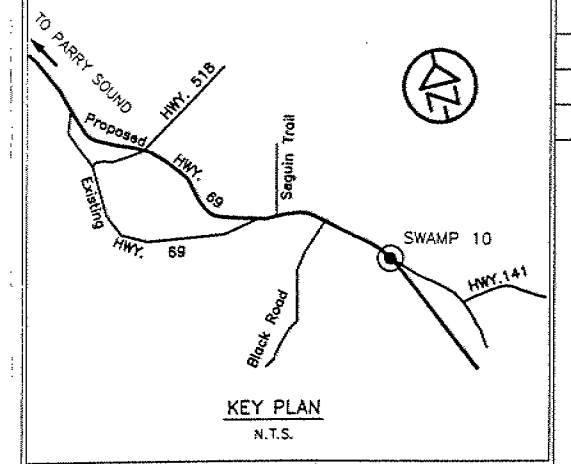 TO PARRY SOUND
HWY. 518
Proposed
HWY.
69
Seguin Trail
Existing
HWY.
69
SWAMP 10
HWY.141
Black Road
KEY PLAN
N.T.S.
N